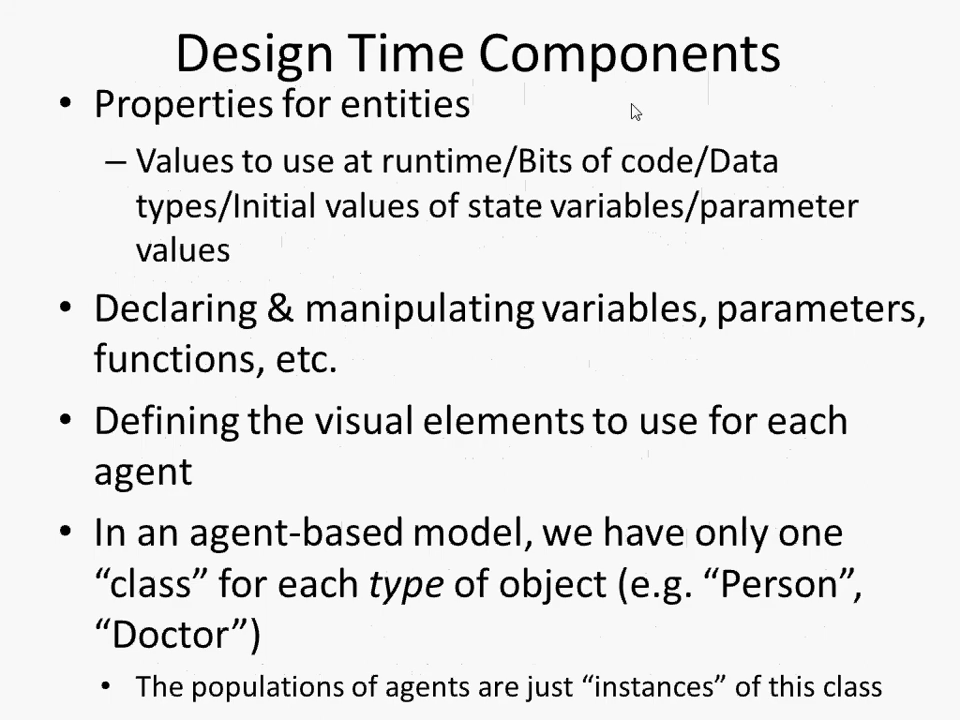 Design Time Components
• Properties for entities
– Values to use at runtime/Bits of code/Data
types/Initial values of state variables/parameter
values
• Declaring & manipulating variables, parameters,
functions, etc.
• Defining the visual elements to use for each
agent
• In an agent-based model, we have only one
“class” for each type of object (e.g. “Person”,
“Doctor”)
• The populations of agents are just “instances” of this class